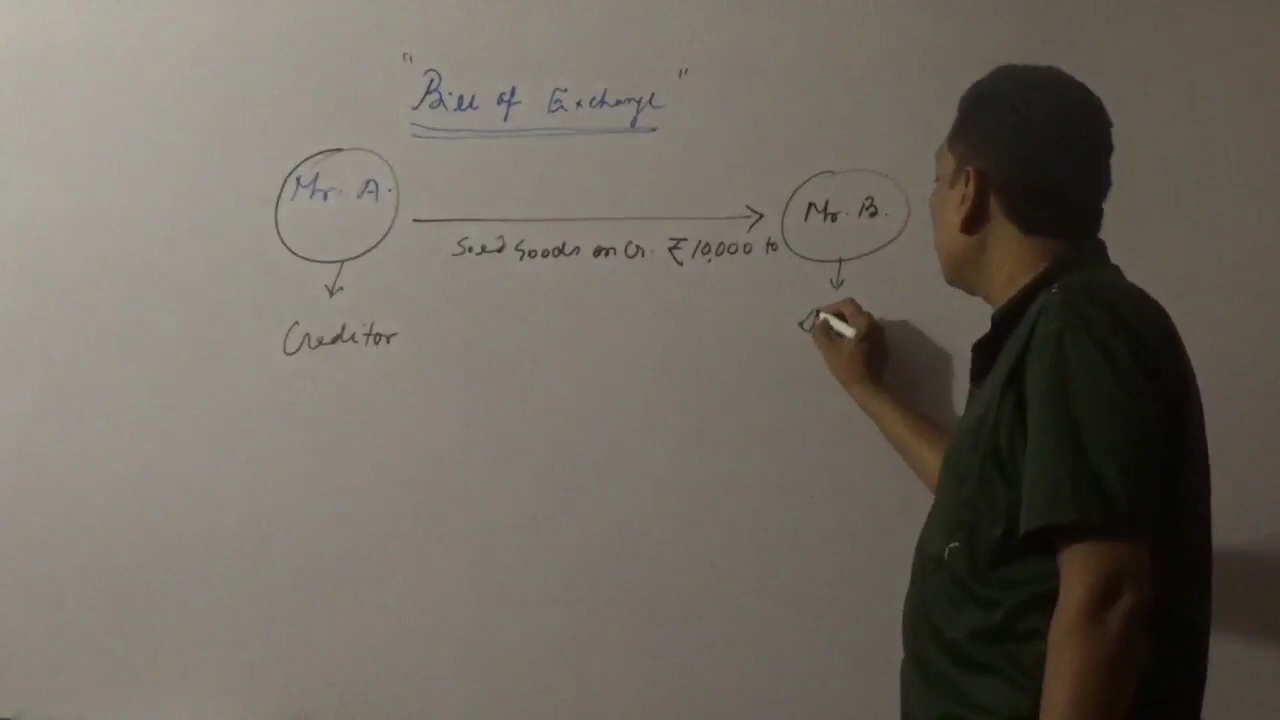 "Bill of Exchange"
Mr. A.
Mr. B.
Sold Goods on Cr. ₹10,000 to
Creditor
D